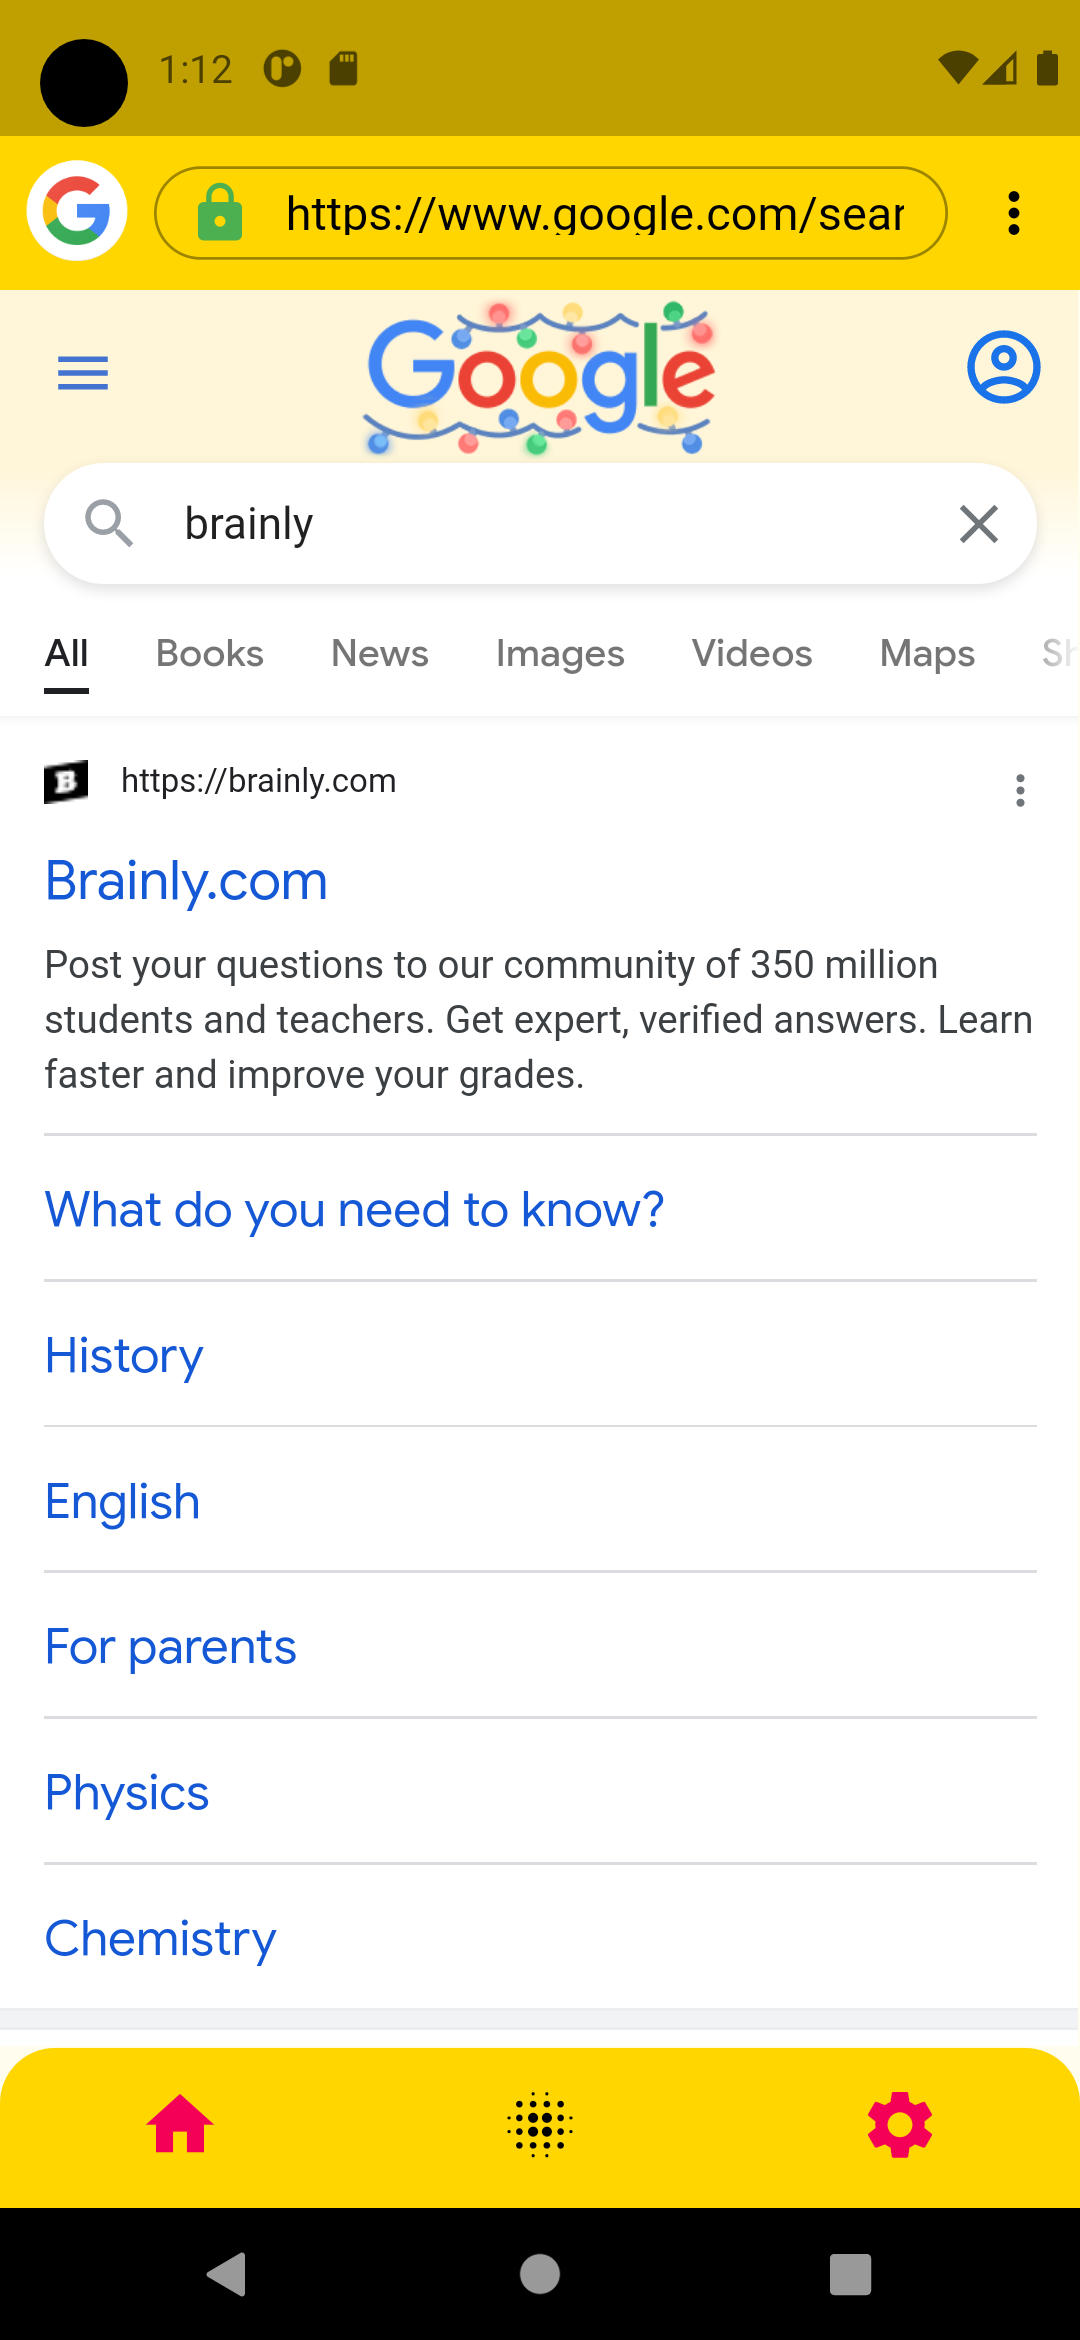 1:12
https://www.google.com/sear
Google
brainly
All Books News Images Videos Maps Sh
B https://brainly.com
Brainly.com
Post your questions to our community of 350 million
students and teachers. Get expert, verified answers. Learn
faster and improve your grades.
What do you need to know?
History
English
For parents
Physics
Chemistry